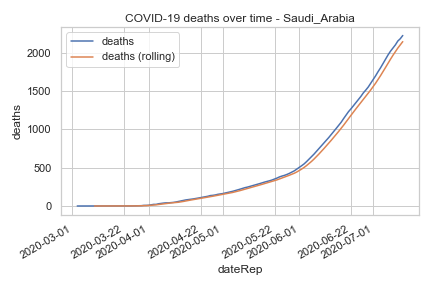 COVID-19 deaths over time - Saudi_Arabia
deaths
deaths (rolling)
deaths
2000
1500
1000
500
0
2020-03-01
2020-03-22
2020-04-01
2020-04-22
2020-05-01
2020-05-22
2020-06-01
2020-06-22
2020-07-01
dateRep